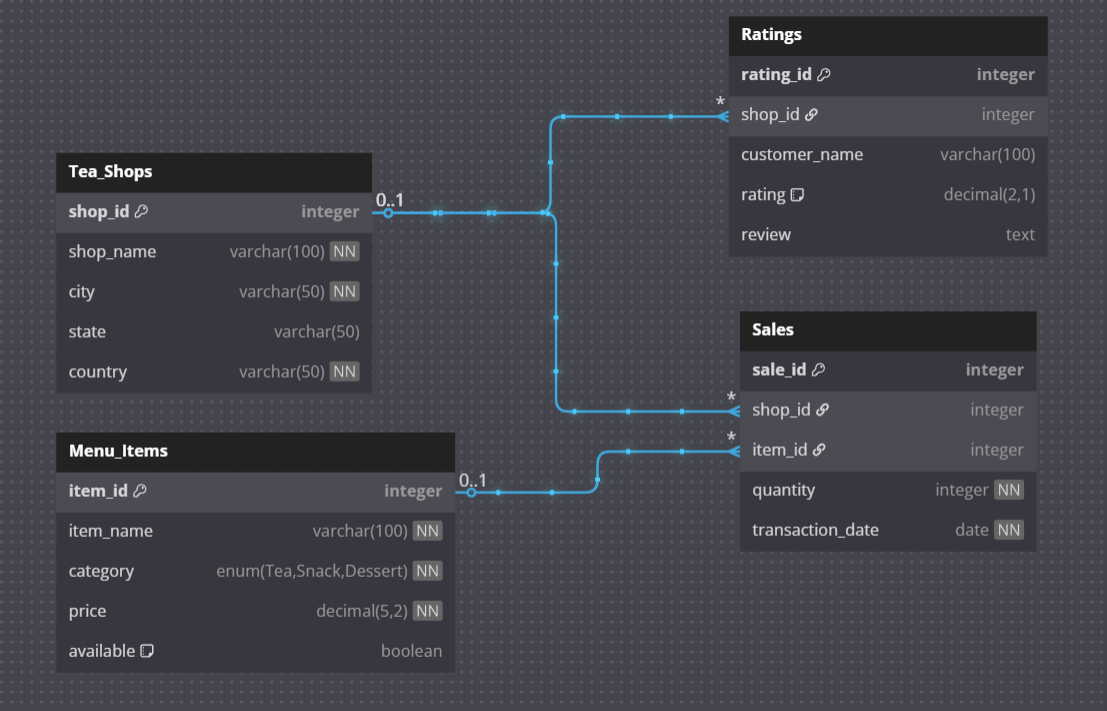 Tea_Shops
shop_id integer
shop_name varchar(100) NN
city varchar(50) NN
state varchar(50)
country varchar(50) NN
0..1
Menu_Items
item_id integer
item_name varchar(100) NN
category enum(Tea,Snack,Dessert) NN
price decimal(5,2) NN
available boolean
0..1
Ratings
rating_id integer
* shop_id integer
customer_name varchar(100)
rating decimal(2,1)
review text
Sales
sale_id integer
* shop_id integer
* item_id integer
quantity integer NN
transaction_date date NN